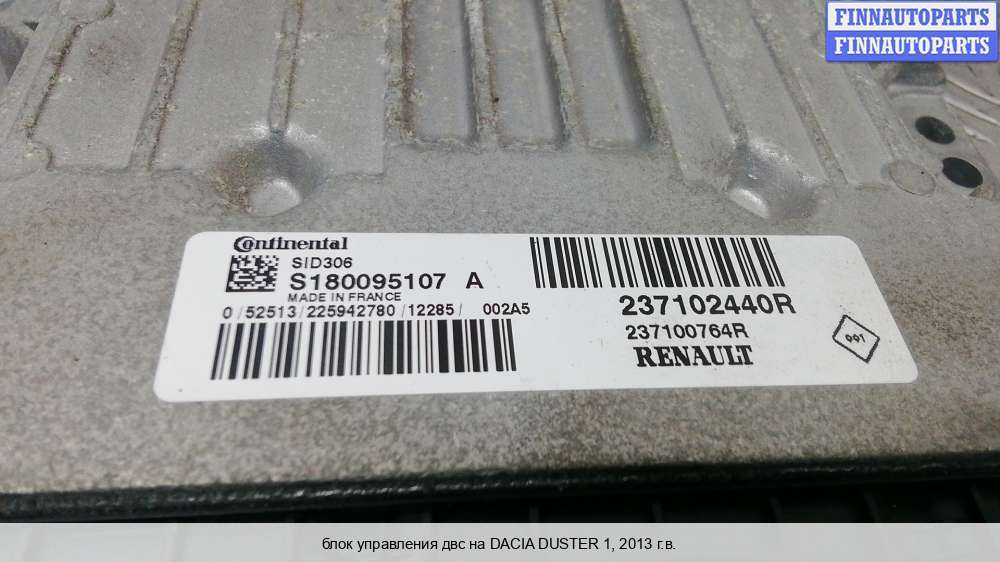 FINNAUTOPARTS
FINNAUTOPARTS
Continental
SID306
S180095107 A
MADE IN FRANCE
0 / 52513 / 225942780 / 12285 / 002A5
237102440R
237100764R
RENAULT
001
блок управления двс на DACIA DUSTER 1, 2013 г.в.